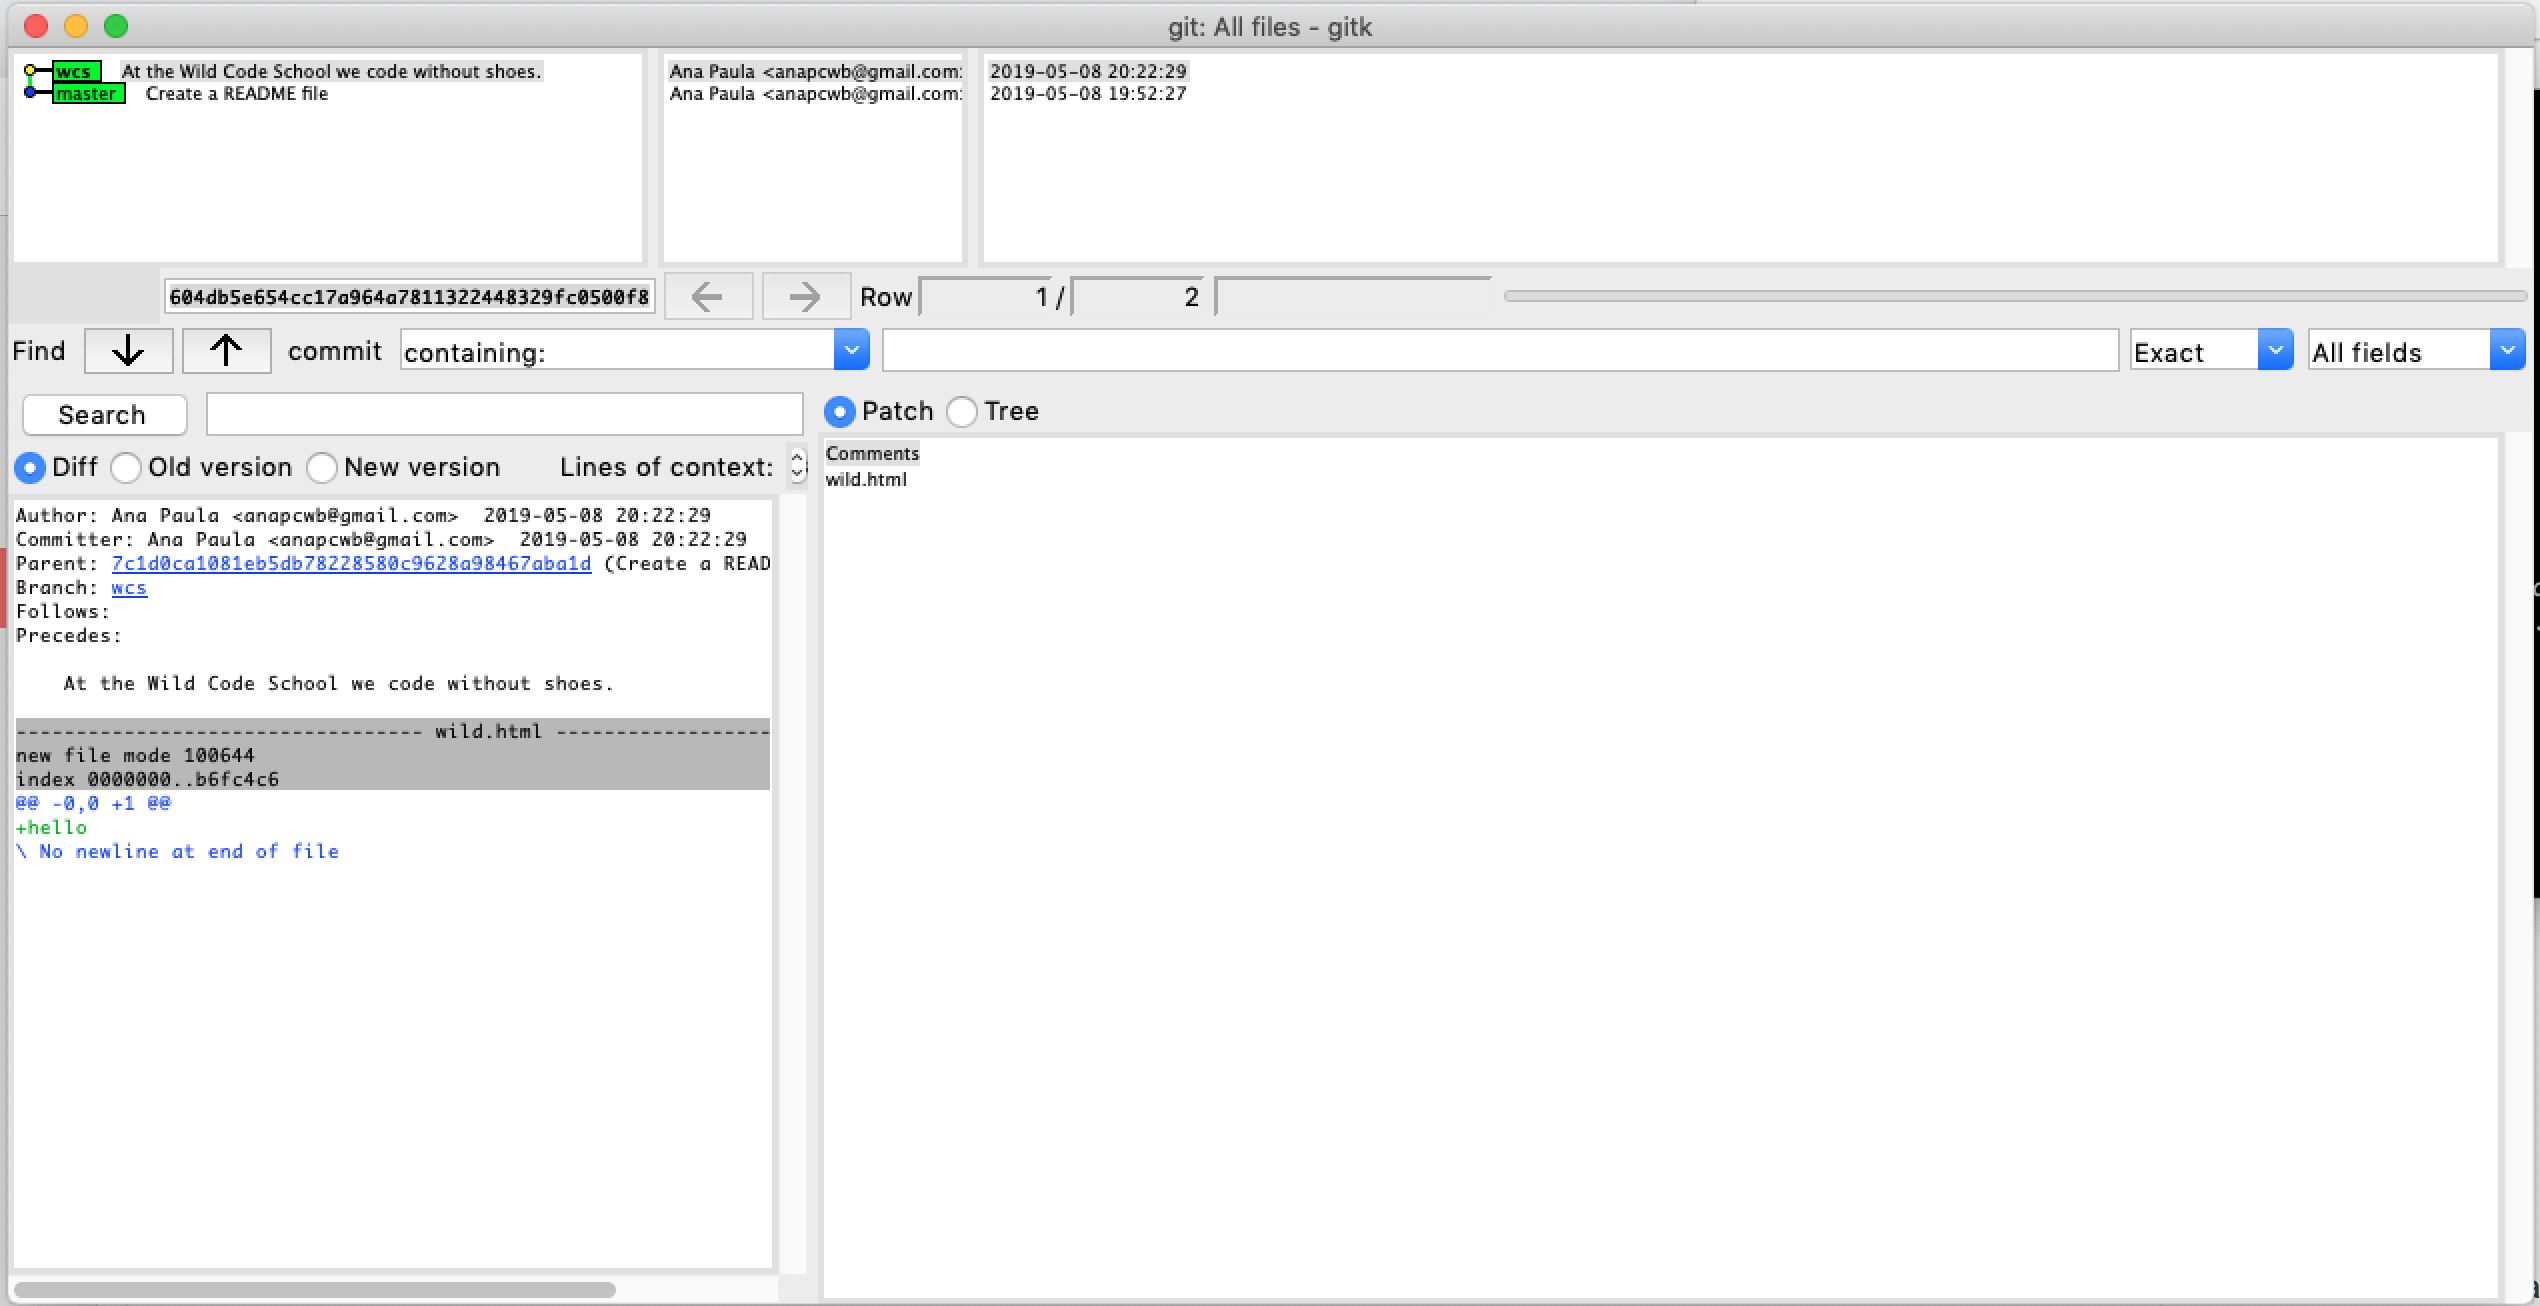 git: All files - gitk
wcs At the Wild Code School we code without shoes. Ana Paula <anapcwb@gmail.com> 2019-05-08 20:22:29
master Create a README file Ana Paula <anapcwb@gmail.com> 2019-05-08 19:52:27
604db5e654cc17a964a7811322448329fc0500f8 Row 1 / 2
Find commit containing: Exact All fields
Search
Patch Tree
Diff Old version New version Lines of context:
Comments
wild.html
Author: Ana Paula <anapcwb@gmail.com> 2019-05-08 20:22:29
Committer: Ana Paula <anapcwb@gmail.com> 2019-05-08 20:22:29
Parent: 7c1d0ca1081eb5db78228580c9628a98467aba1d (Create a READ
Branch: wcs
Follows:
Precedes:
At the Wild Code School we code without shoes.
---------------------------------- wild.html ------------------
new file mode 100644
index 0000000..b6fc4c6
@@ -0,0 +1 @@
+hello
\ No newline at end of file